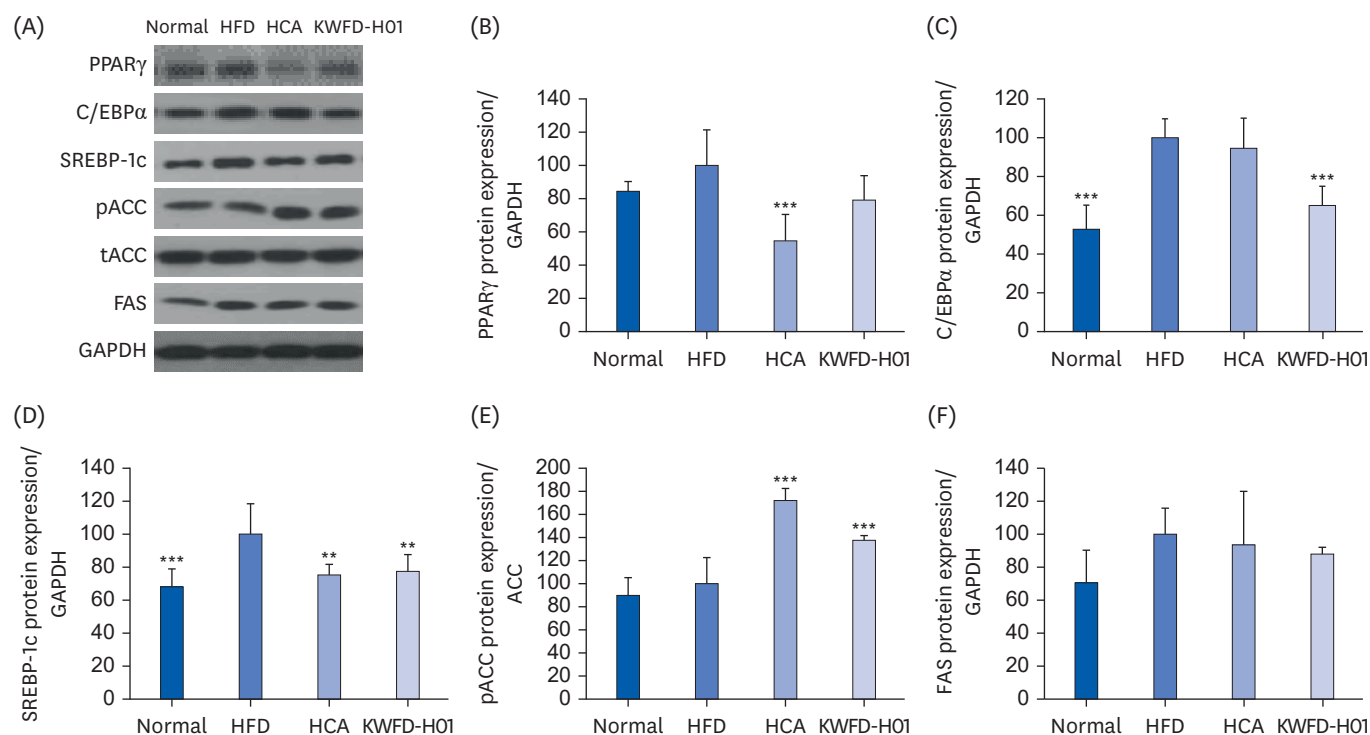 (A)
Normal HFD HCA KWFD-H01
PPARγ
C/EBPα
SREBP-1c
pACC
tACC
FAS
GAPDH
(B)
PPARγ protein expression/
GAPDH
140
120
100
80
60
40
20
0
***
Normal HFD HCA KWFD-H01
(C)
C/EBPα protein expression/
GAPDH
120
100
80
60
40
20
0
***
***
Normal HFD HCA KWFD-H01
(D)
SREBP-1c protein expression/
GAPDH
140
120
100
80
60
40
20
0
*** ** **
Normal HFD HCA KWFD-H01
(E)
pACC protein expression/
ACC
200
180
160
140
120
100
80
60
40
20
0
***
***
Normal HFD HCA KWFD-H01
(F)
FAS protein expression/
GAPDH
140
120
100
80
60
40
20
0
Normal HFD HCA KWFD-H01